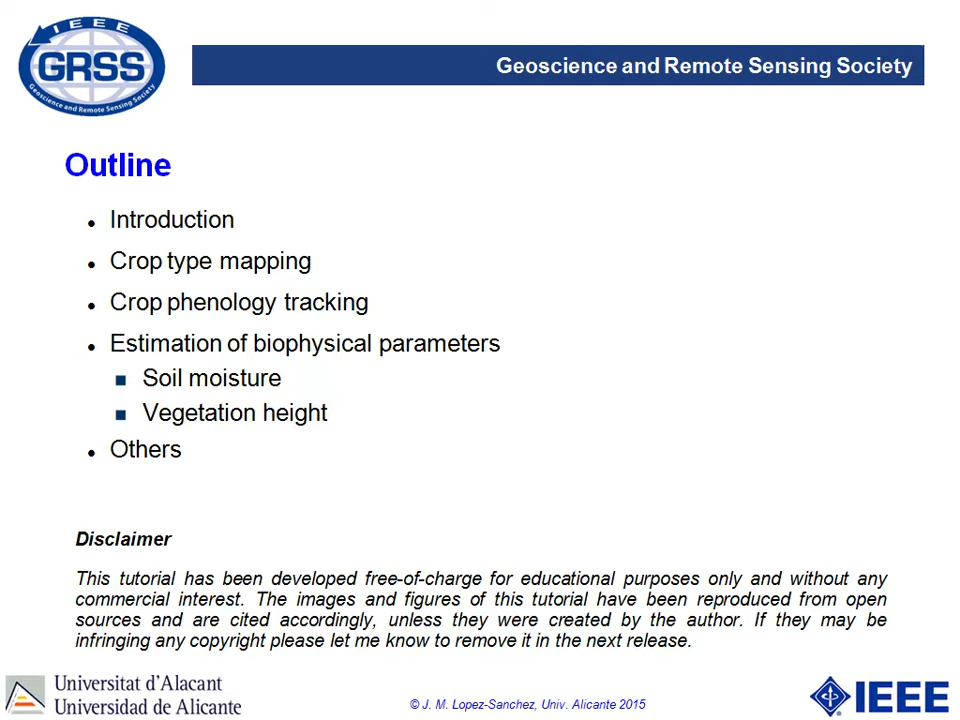 IEEE
GRSS
Geoscience and Remote Sensing Society
Geoscience and Remote Sensing Society
Outline
Introduction
Crop type mapping
Crop phenology tracking
Estimation of biophysical parameters
Soil moisture
Vegetation height
Others
Disclaimer
This tutorial has been developed free-of-charge for educational purposes only and without any
commercial interest. The images and figures of this tutorial have been reproduced from open
sources and are cited accordingly, unless they were created by the author. If they may be
infringing any copyright please let me know to remove it in the next release.
Universitat d'Alacant
Universidad de Alicante
© J. M. Lopez-Sanchez, Univ. Alicante 2015
IEEE